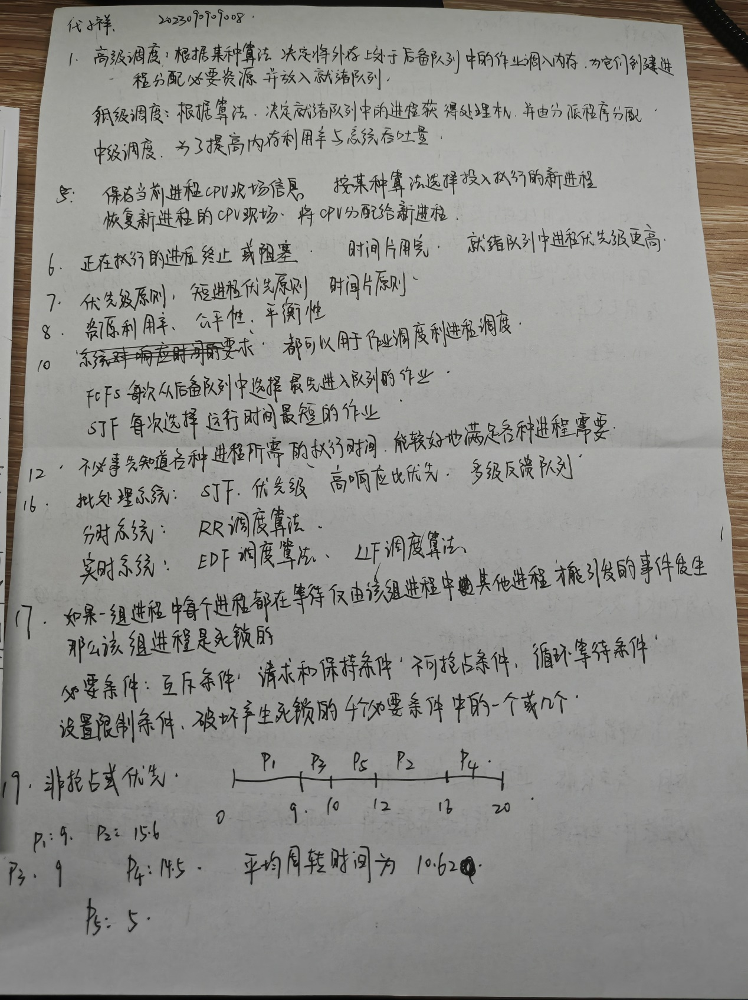 代子祥、 2023090909008.
1. 高级调度:根据某种算法 决定将外存上处于后备队列中的作业调入内存.为它们创建进
程分配必要资源 并放入就绪队列.
低级调度:根据算法.决定就绪队列中的进程获得处理机.并由分派程序分配
中级调度.为了提高内存利用率与系统吞吐量.
5. 保存当前进程CPU现场信息 按某种算法选择投入执行的新进程
恢复新进程的CPU现场.将CPU分配给新进程.
6. 正在执行的进程终止或阻塞. 时间片用完. 就绪队列中进程优先级更高.
7. 优先级原则, 短进程优先原则 时间片原则
8. 资源利用率、公平性、平衡性
10 系统对响应时间的要求. 都可以用于作业调度和进程调度.
FCFS 每次从后备队列中选择最先进入队列的作业.
SJF 每次选择运行时间最短的作业
12. 不必事先知道各种进程所需的执行时间.能较好地满足各种进程需要.
16. 批处理系统: SJF.优先级、高响应比优先.多级反馈队列
分时系统: RR调度算法.
实时系统: EDF调度算法、LLF调度算法
17. 如果一组进程中每个进程都在等待仅由该组进程中其他进程才能引发的事件发生
那么该组进程是死锁的
必要条件:互斥条件,请求和保持条件,不可抢占条件,循环等待条件
设置限制条件、破坏产生死锁的4个必要条件中的一个或几个.
19. 非抢占式优先. P1 P3 P5 P2 P4.
0 9. 10 12 16 20
P1:9. P2: 15.6
P3. 9 P4:14.5. 平均周转时间为 10.62
P5: 5.